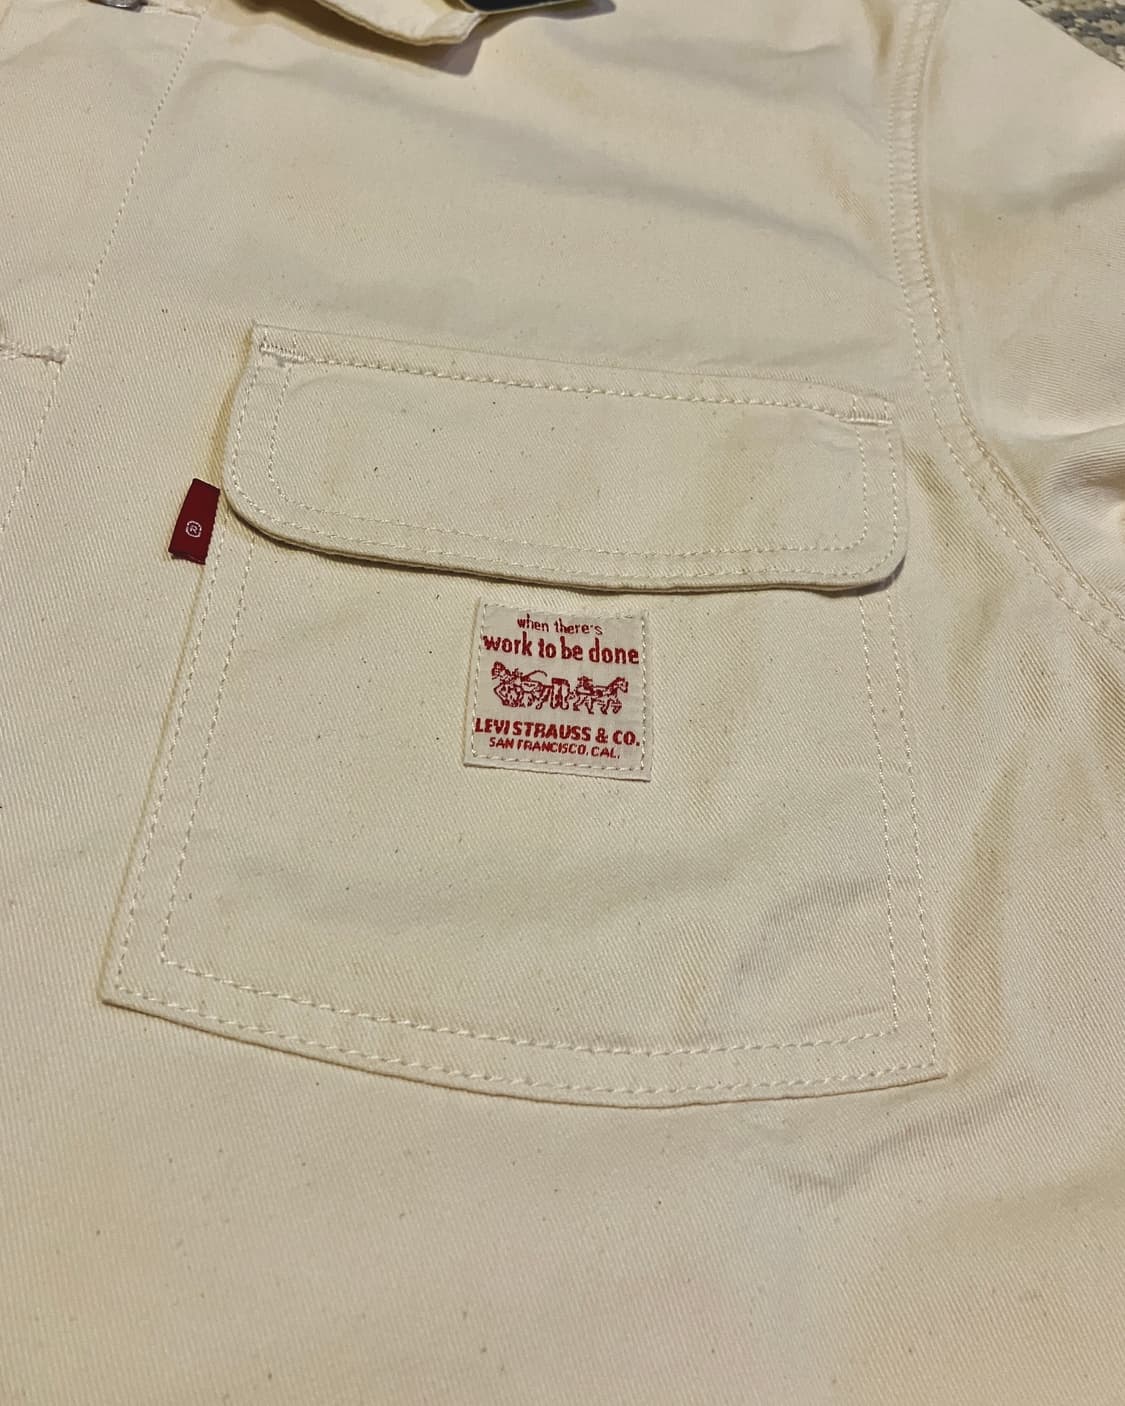 ®
when there's
work to be done
LEVI STRAUSS & CO.
SAN FRANCISCO, CAL.